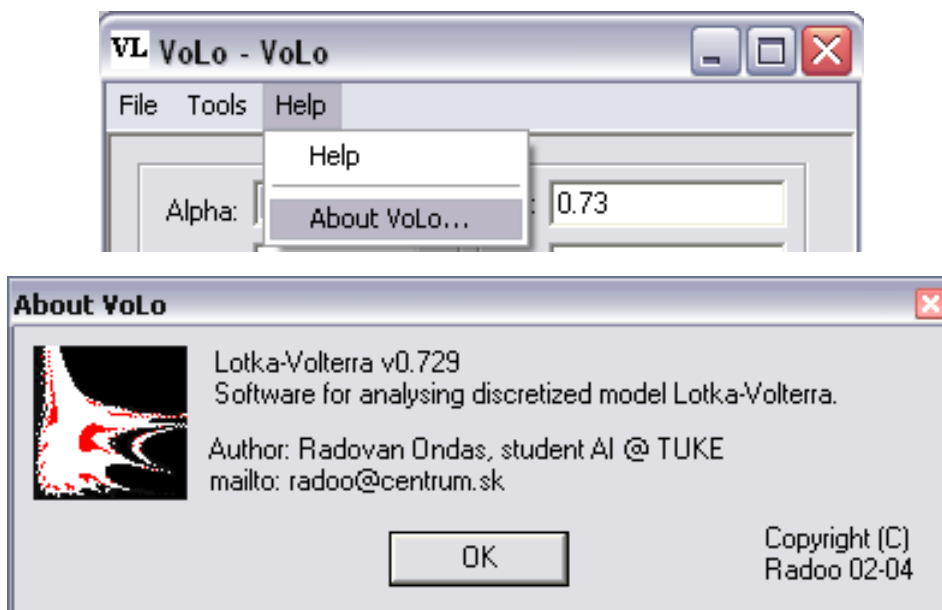 VL VoLo - VoLo
File Tools Help
Help
Alpha: : 0.73
About VoLo...
About VoLo
Lotka-Volterra v0.729
Software for analysing discretized model Lotka-Volterra.
Author: Radovan Ondas, student AI @ TUKE
mailto: radoo@centrum.sk
OK
Copyright (C)
Radoo 02-04